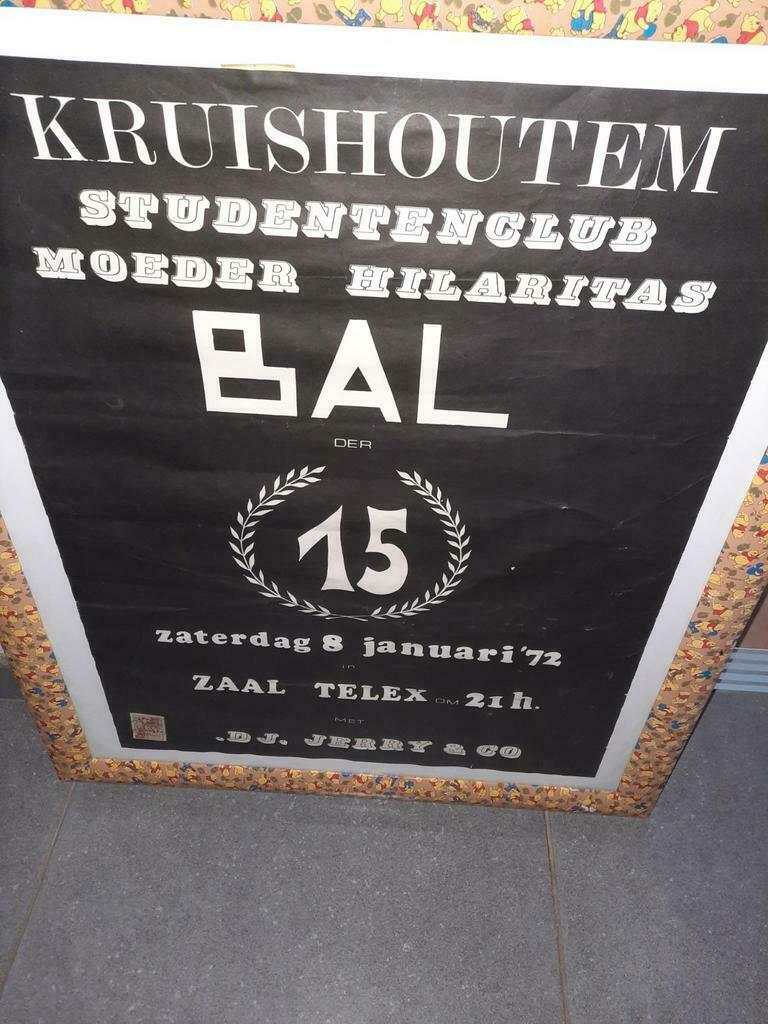 KRUISHOUTEM
STUDENTENCLUB
MOEDER HILARITAS
BAL
DER
15
zaterdag 8 januari '72
in
ZAAL TELEX OM 21h.
MET
.DJ. JERRY & CO